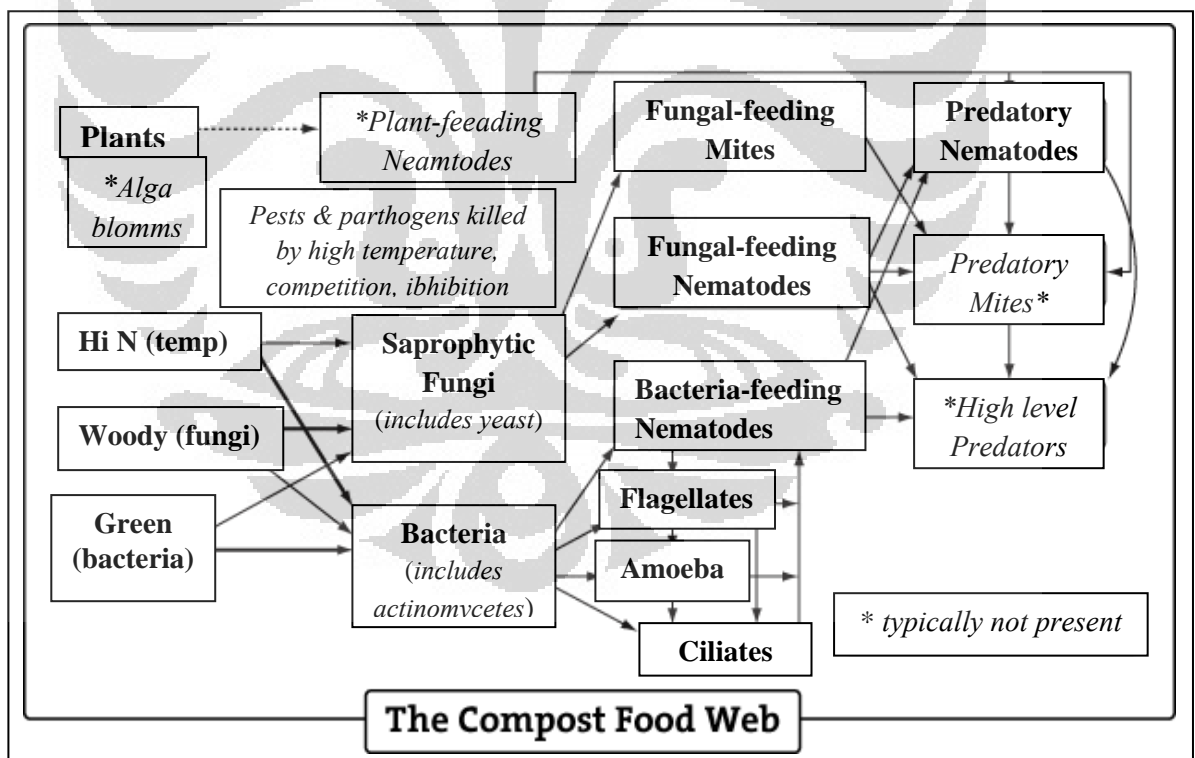 Plants
*Alga
blomms
*Plant-feeading
Neamtodes
Pests & parthogens killed
by high temperature,
competition, ibhibition
Hi N (temp)
Woody (fungi)
Green
(bacteria)
Saprophytic
Fungi
(includes yeast)
Bacteria
(includes
actinomvcetes)
Fungal-feeding
Mites
Fungal-feeding
Nematodes
Bacteria-feeding
Nematodes
Flagellates
Amoeba
Ciliates
Predatory
Nematodes
Predatory
Mites*
*High level
Predators
* typically not present
The Compost Food Web